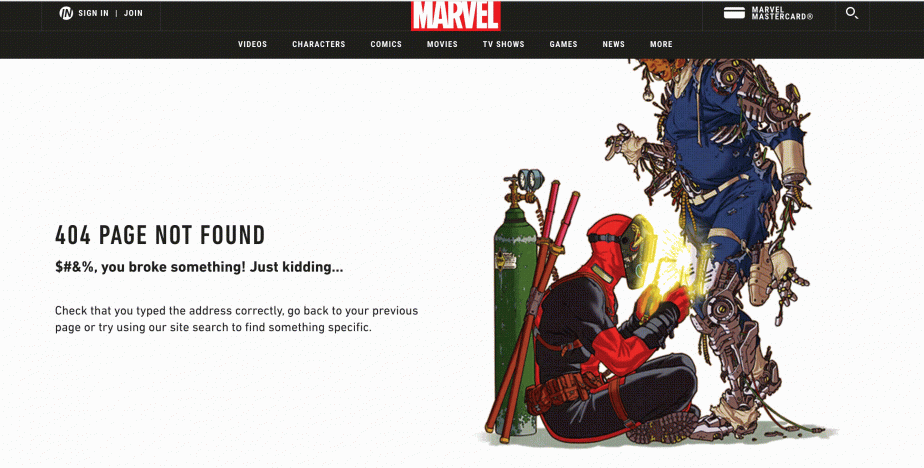 SIGN IN | JOIN
MARVEL
MARVEL
MASTERCARD®
VIDEOS CHARACTERS COMICS MOVIES TV SHOWS GAMES NEWS MORE
404 PAGE NOT FOUND
$#&%, you broke something! Just kidding...
Check that you typed the address correctly, go back to your previous
page or try using our site search to find something specific.